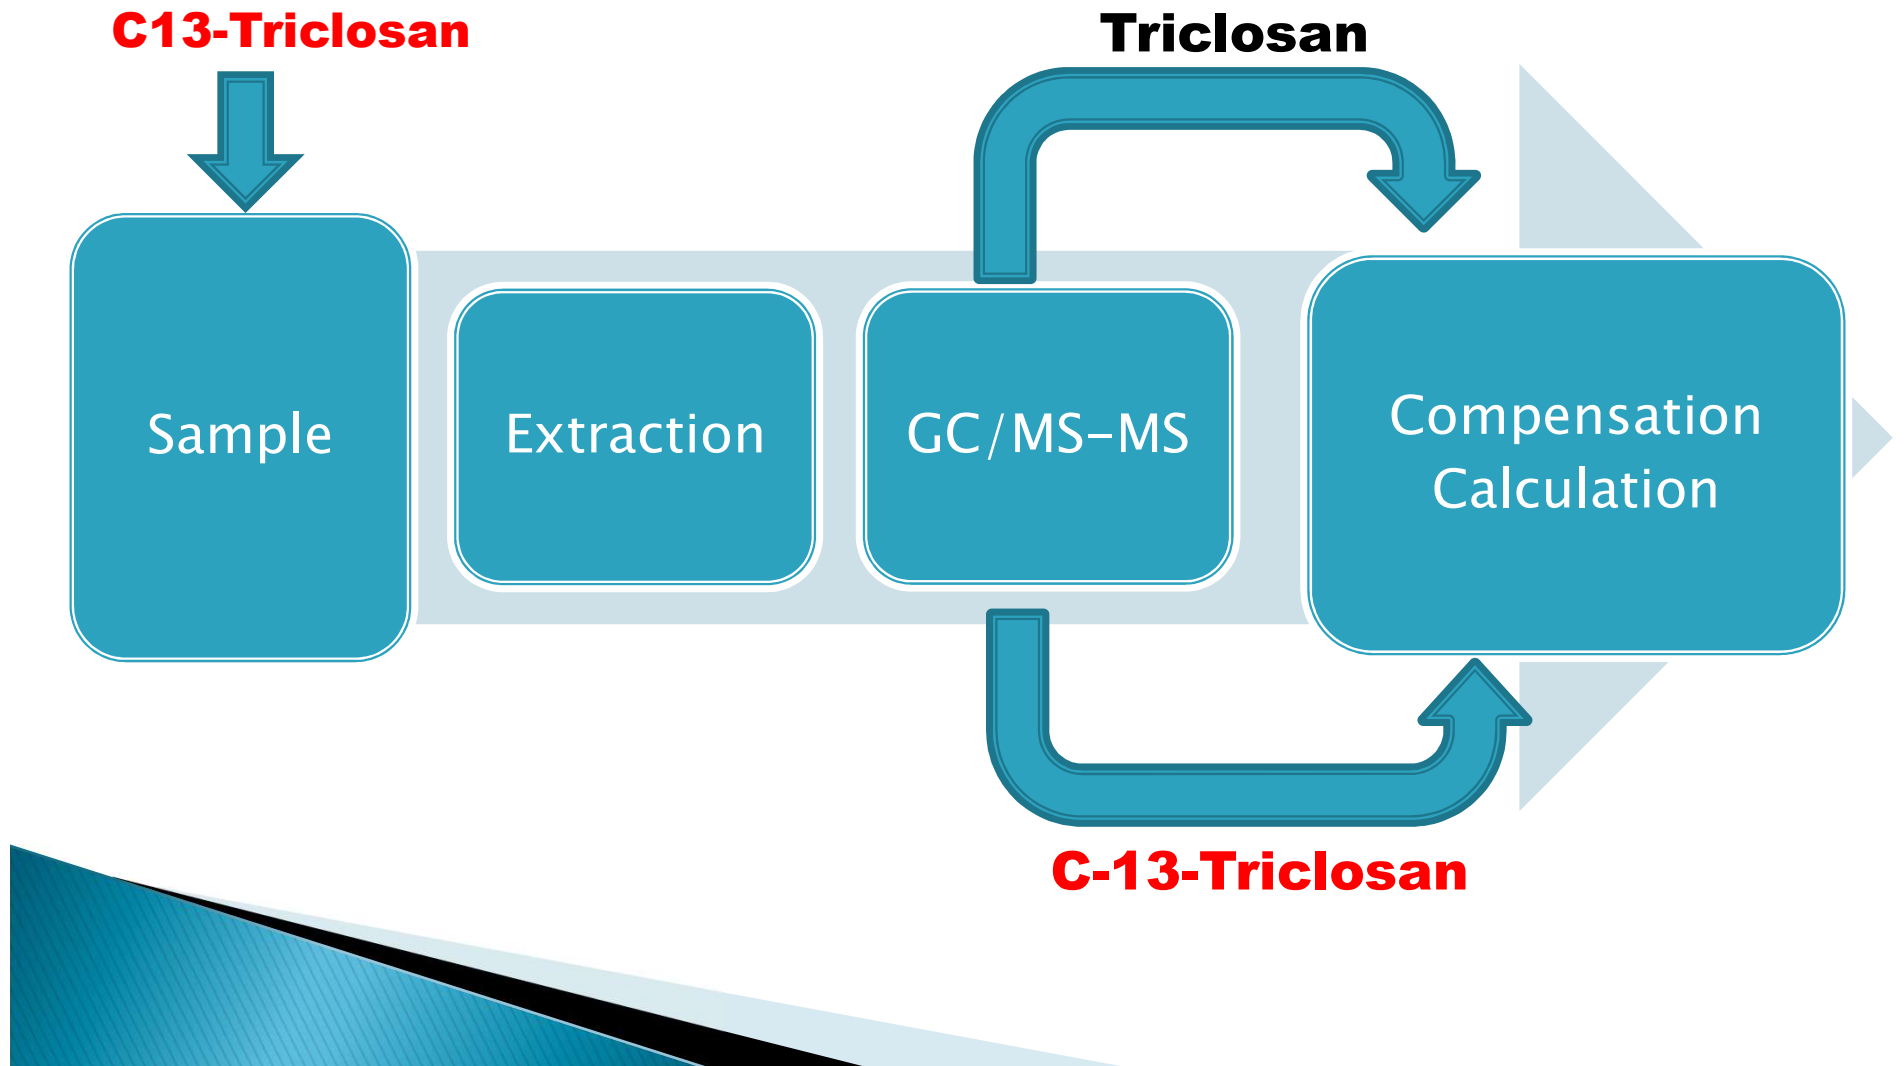 C13-Triclosan
Triclosan
Sample
Extraction
GC/MS-MS
Compensation
Calculation
C-13-Triclosan